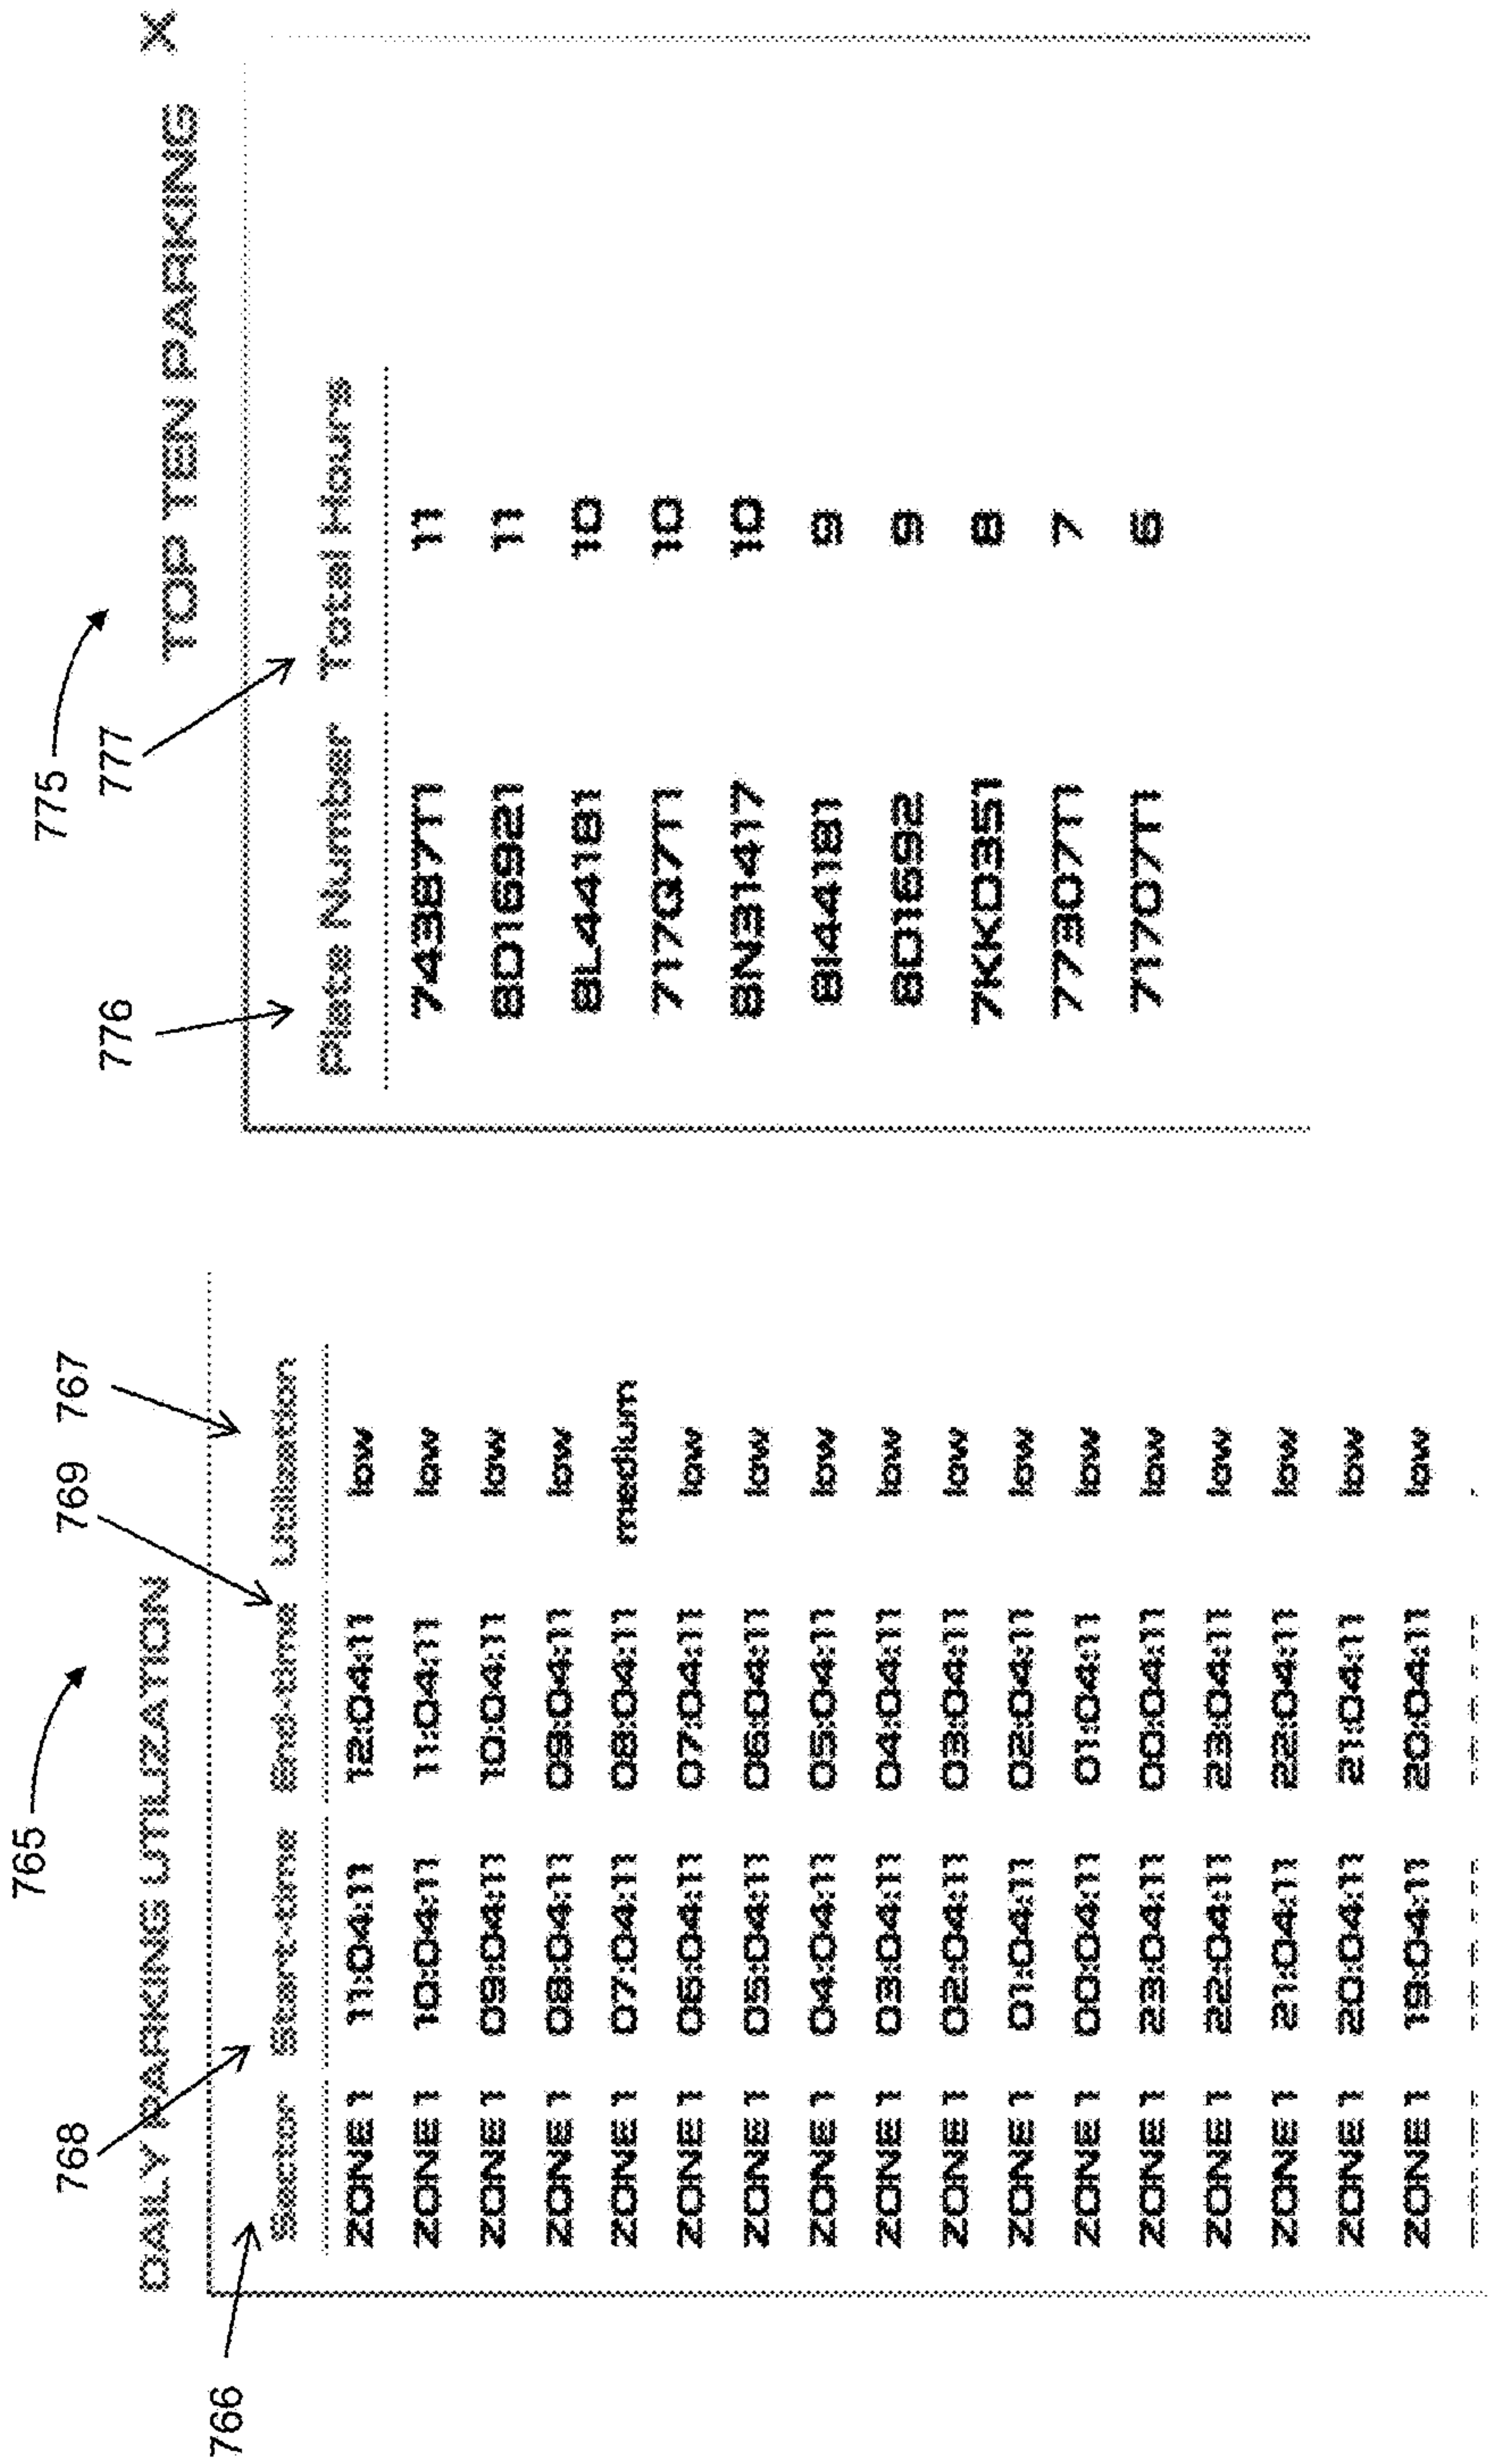 765
766
768
769
767
DAILY PARKING UTILIZATION
Sector Start-time End-time Utilisation
ZONE 1 11:04:11 12:04:11 low
ZONE 1 10:04:11 11:04:11 low
ZONE 1 09:04:11 10:04:11 low
ZONE 1 08:04:11 09:04:11 low
ZONE 1 07:04:11 08:04:11 medium
ZONE 1 06:04:11 07:04:11 low
ZONE 1 05:04:11 06:04:11 low
ZONE 1 04:04:11 05:04:11 low
ZONE 1 03:04:11 04:04:11 low
ZONE 1 02:04:11 03:04:11 low
ZONE 1 01:04:11 02:04:11 low
ZONE 1 00:04:11 01:04:11 low
ZONE 1 23:04:11 00:04:11 low
ZONE 1 22:04:11 23:04:11 low
ZONE 1 21:04:11 22:04:11 low
ZONE 1 20:04:11 21:04:11 low
ZONE 1 19:04:11 20:04:11 low
775
776
777
TOP TEN PARKING X
Plate Number Total Hours
74387T1 11
8D16921 11
8L44181 10
717Q7T1 10
8N31417 10
8I44181 9
8D1692 9
7KK0351 8
77307T1 7
71707T1 6